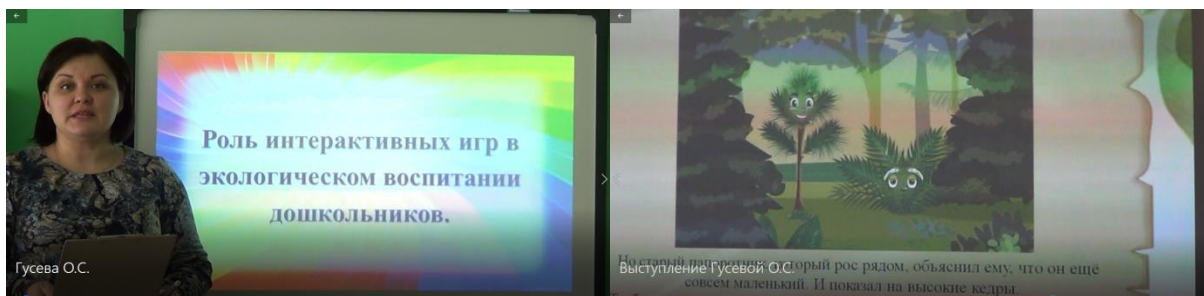 Роль интерактивных игр в
экологическом воспитании
дошкольников.
Гусева О.С.
Выступление Гусевой О.С.
Но старый папоротник, который рос рядом, объяснил ему, что он ещё
совсем маленький. И показал на высокие кедры.